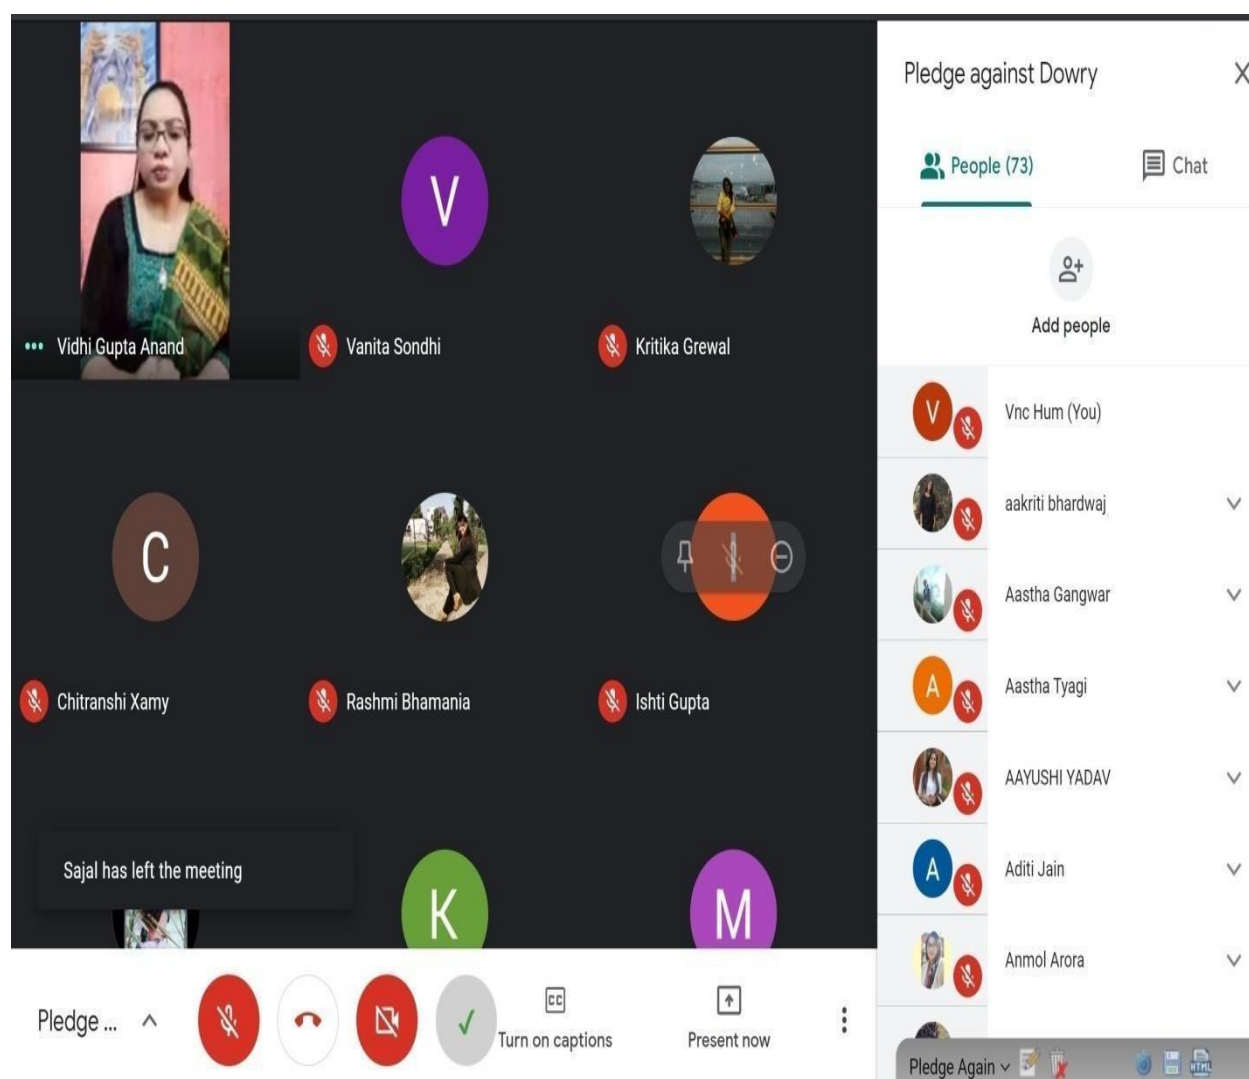 Pledge against Dowry
People (73)
Chat
Add people
V
Vidhi Gupta Anand
Vanita Sondhi
Kritika Grewal
V
Vnc Hum (You)
aakriti bhardwaj
Aastha Gangwar
C
Chitranshi Xamy
Rashmi Bhamania
Ishti Gupta
A
Aastha Tyagi
AAYUSHI YADAV
Sajal has left the meeting
K
M
A
Aditi Jain
Anmol Arora
Pledge ...
CC
Turn on captions
Present now
Pledge Again
HTML